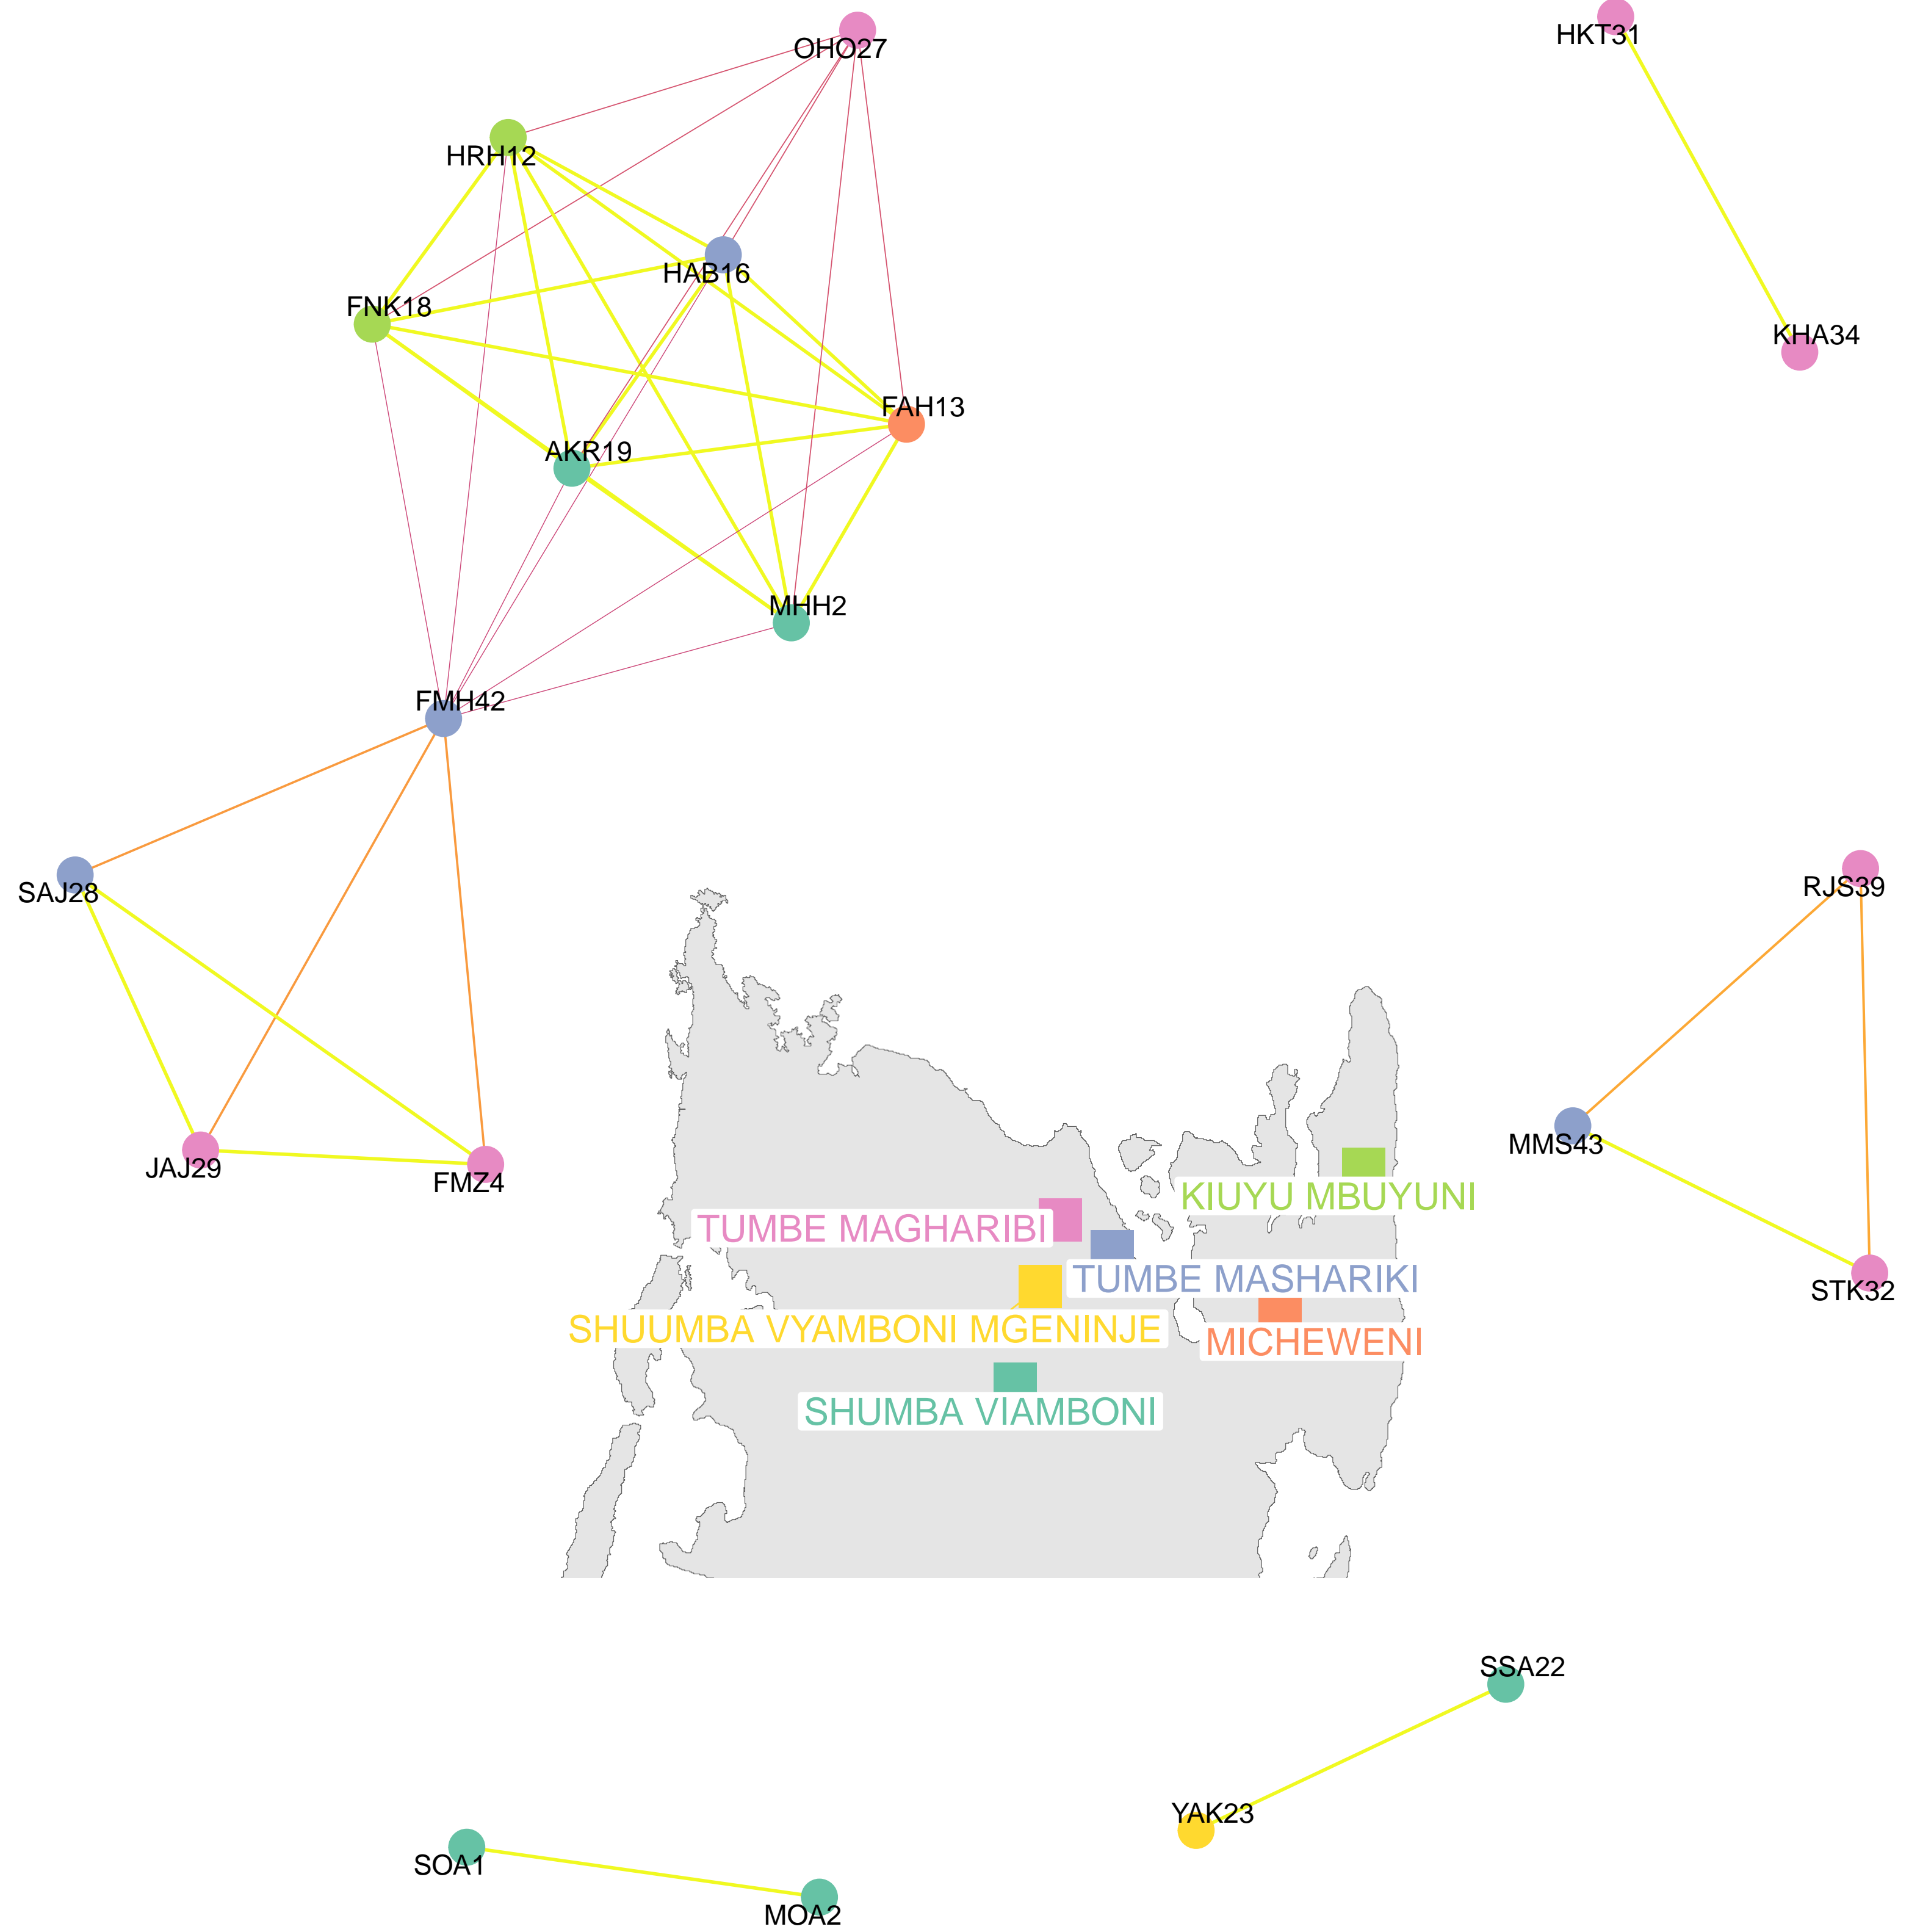 HKT31
OHO27
HRH12
HAB16
FNK18
KHA34
FAH13
AKR19
MHH2
FMH42
SAJ28
RJS39
MMS43
JAJ29
FMZ4
KIUYU MBUYUNI
TUMBE MAGHARIBI
TUMBE MASHARIKI
STK32
SHUUMBA VYAMBONI MGENINJE
MICHEWENI
SHUMBA VIAMBONI
SSA22
YAK23
SOA1
MOA2